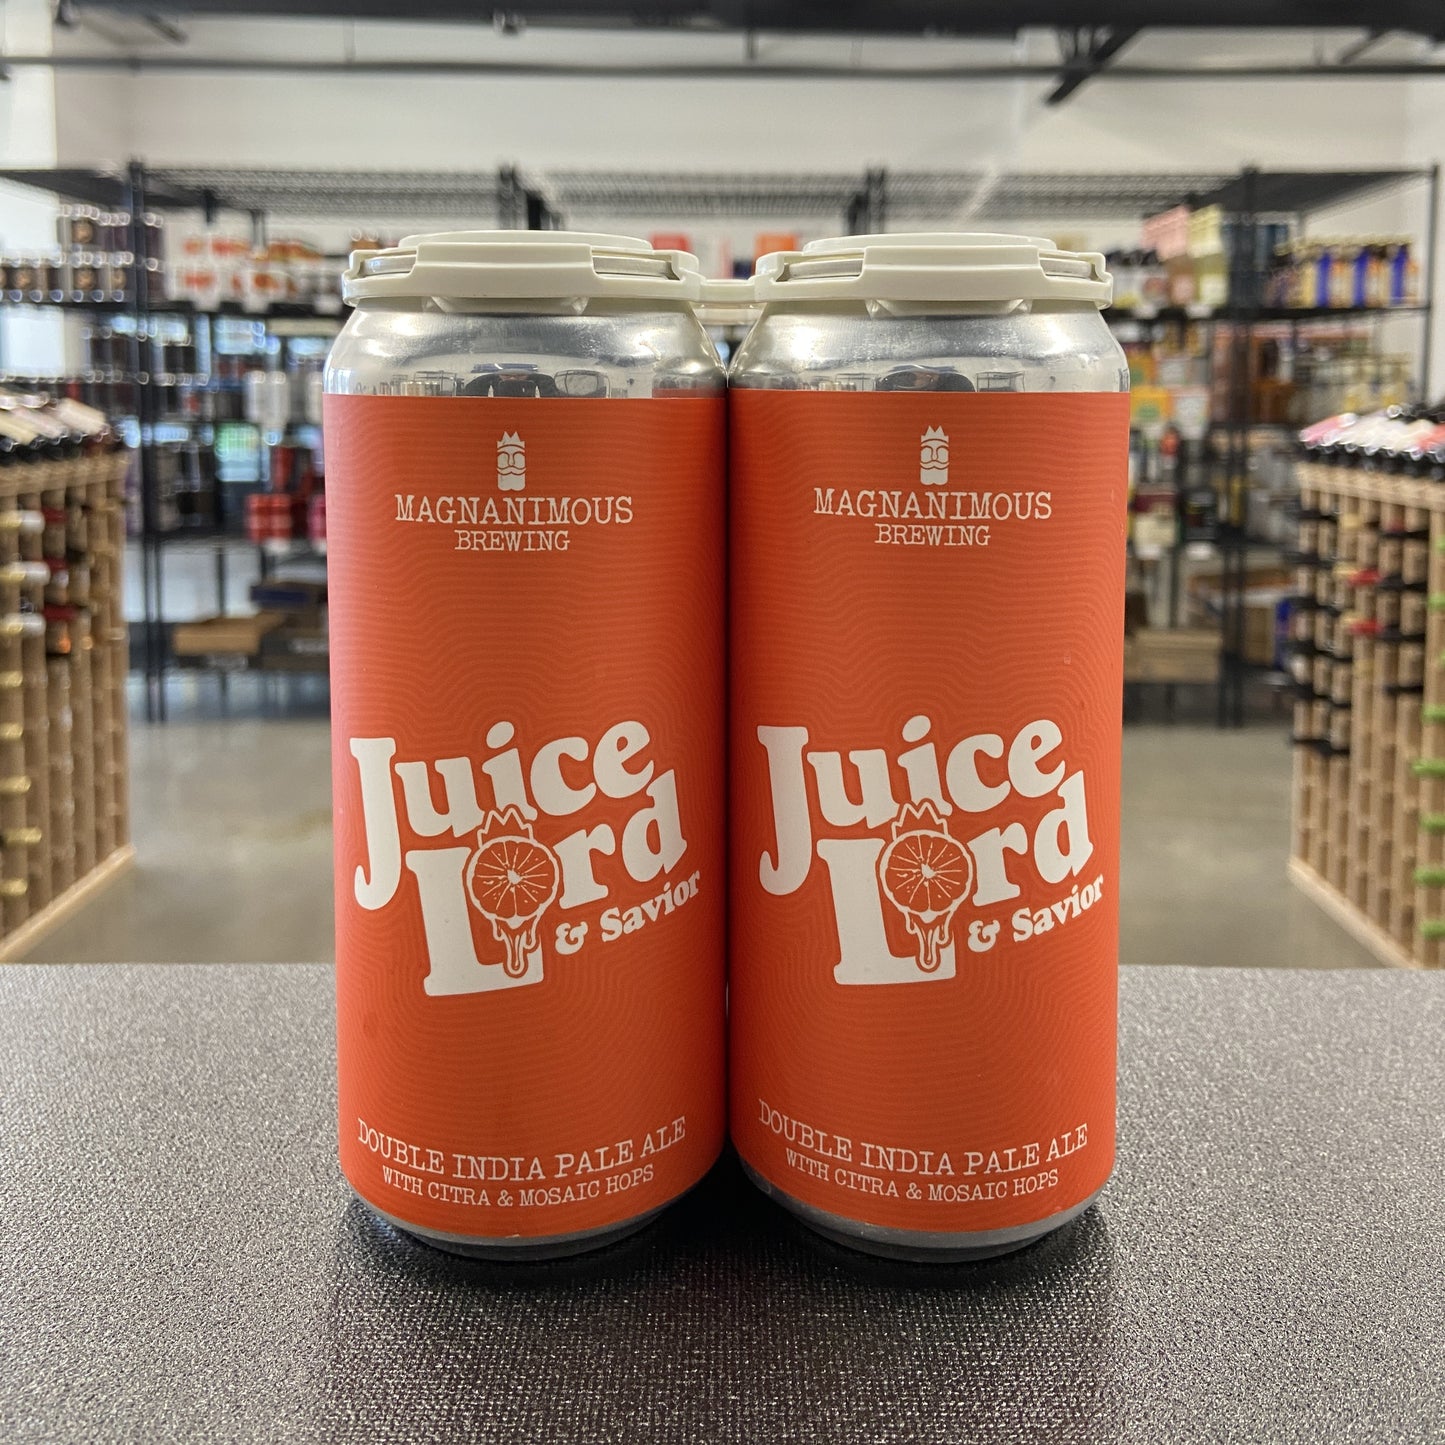 MAGNANIMOUS
BREWING
Juice
Lord
& Savior
DOUBLE INDIA PALE ALE
WITH CITRA & MOSAIC HOPS
MAGNANIMOUS
BREWING
Juice
Lord
& Savior
DOUBLE INDIA PALE ALE
WITH CITRA & MOSAIC HOPS